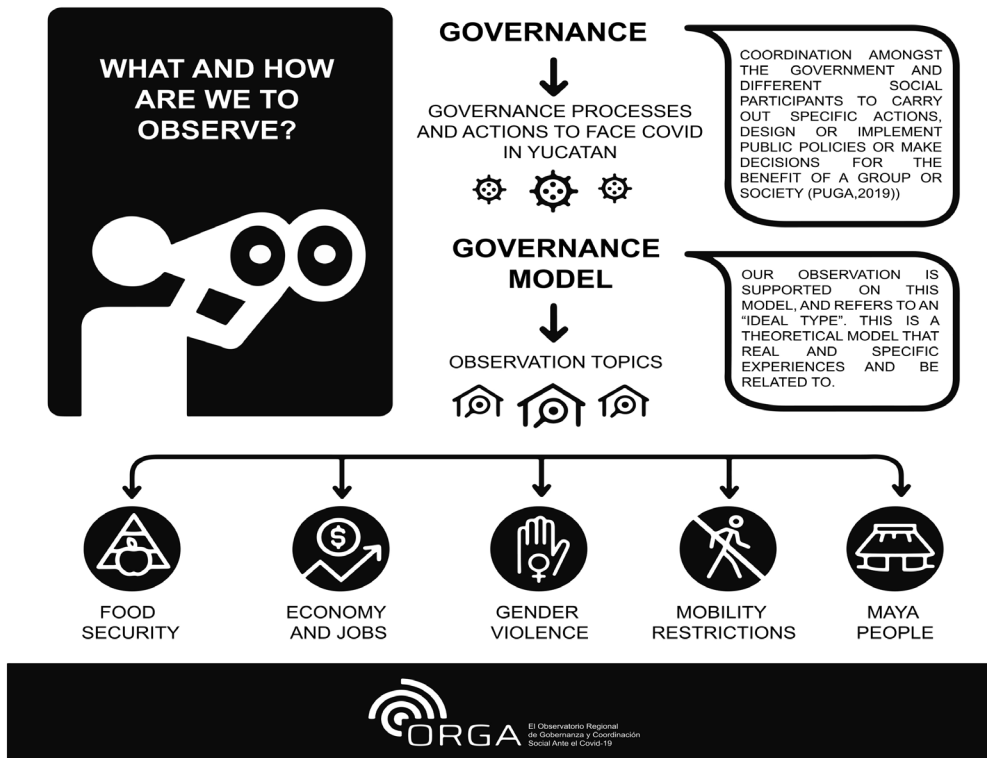 WHAT AND HOW
ARE WE TO
OBSERVE?
GOVERNANCE
GOVERNANCE PROCESSES
AND ACTIONS TO FACE COVID
IN YUCATAN
COORDINATION AMONGST
THE GOVERNMENT AND
DIFFERENT SOCIAL
PARTICIPANTS TO CARRY
OUT SPECIFIC ACTIONS,
DESIGN OR IMPLEMENT
PUBLIC POLICIES OR MAKE
DECISIONS FOR THE
BENEFIT OF A GROUP OR
SOCIETY (PUGA,2019))
GOVERNANCE
MODEL
OBSERVATION TOPICS
OUR OBSERVATION IS
SUPPORTED ON THIS
MODEL, AND REFERS TO AN
“IDEAL TYPE”. THIS IS A
THEORETICAL MODEL THAT
REAL AND SPECIFIC
EXPERIENCES AND BE
RELATED TO.
$
FOOD
SECURITY
ECONOMY
AND JOBS
GENDER
VIOLENCE
MOBILITY
RESTRICTIONS
MAYA
PEOPLE
ORGA
El Observatorio Regional
de Gobernanza y Coordinación
Social Ante el Covid-19